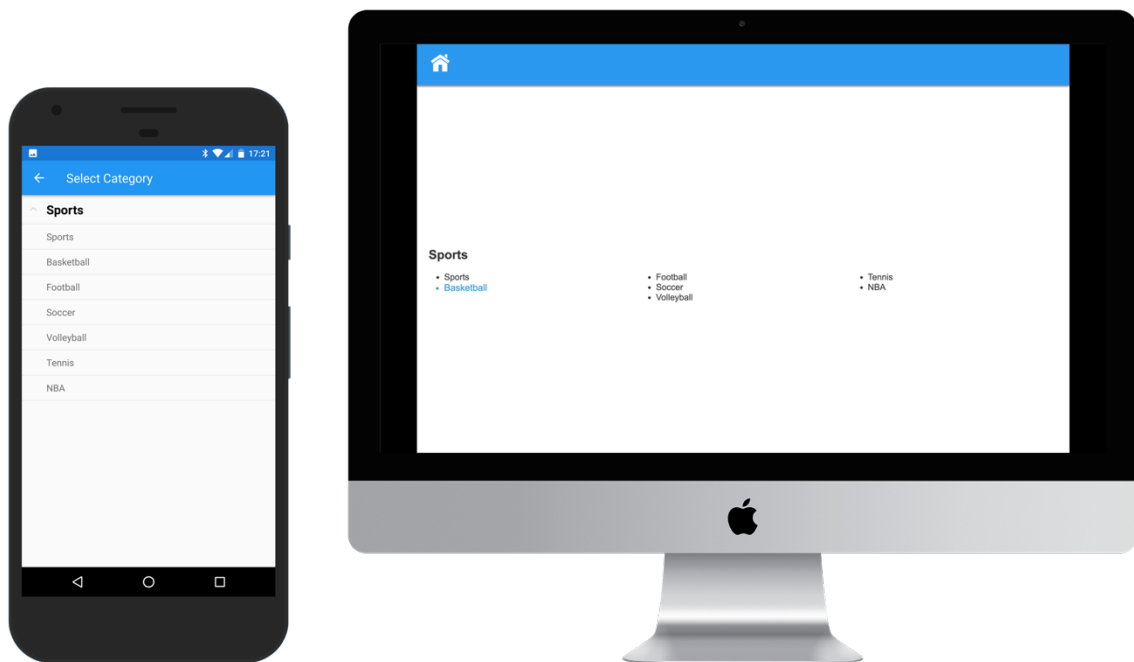 17:21
Select Category
Sports
Sports
Basketball
Football
Soccer
Volleyball
Tennis
NBA
Sports
Sports
Basketball
Football
Soccer
Volleyball
Tennis
NBA